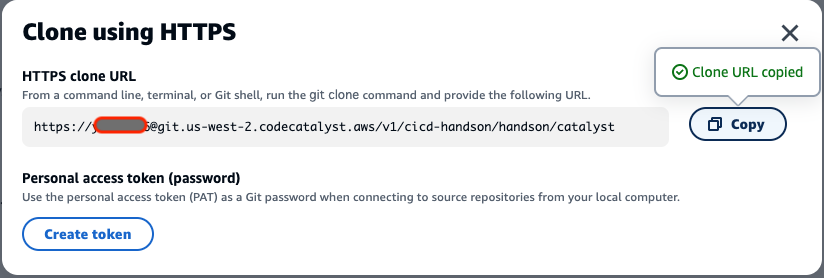 Clone using HTTPS
Clone URL copied
HTTPS clone URL
From a command line, terminal, or Git shell, run the git clone command and provide the following URL.
https://@git.us-west-2.codecatalyst.aws/v1/cicd-handson/handson/catalyst
Copy
Personal access token (password)
Use the personal access token (PAT) as a Git password when connecting to source repositories from your local computer.
Create token